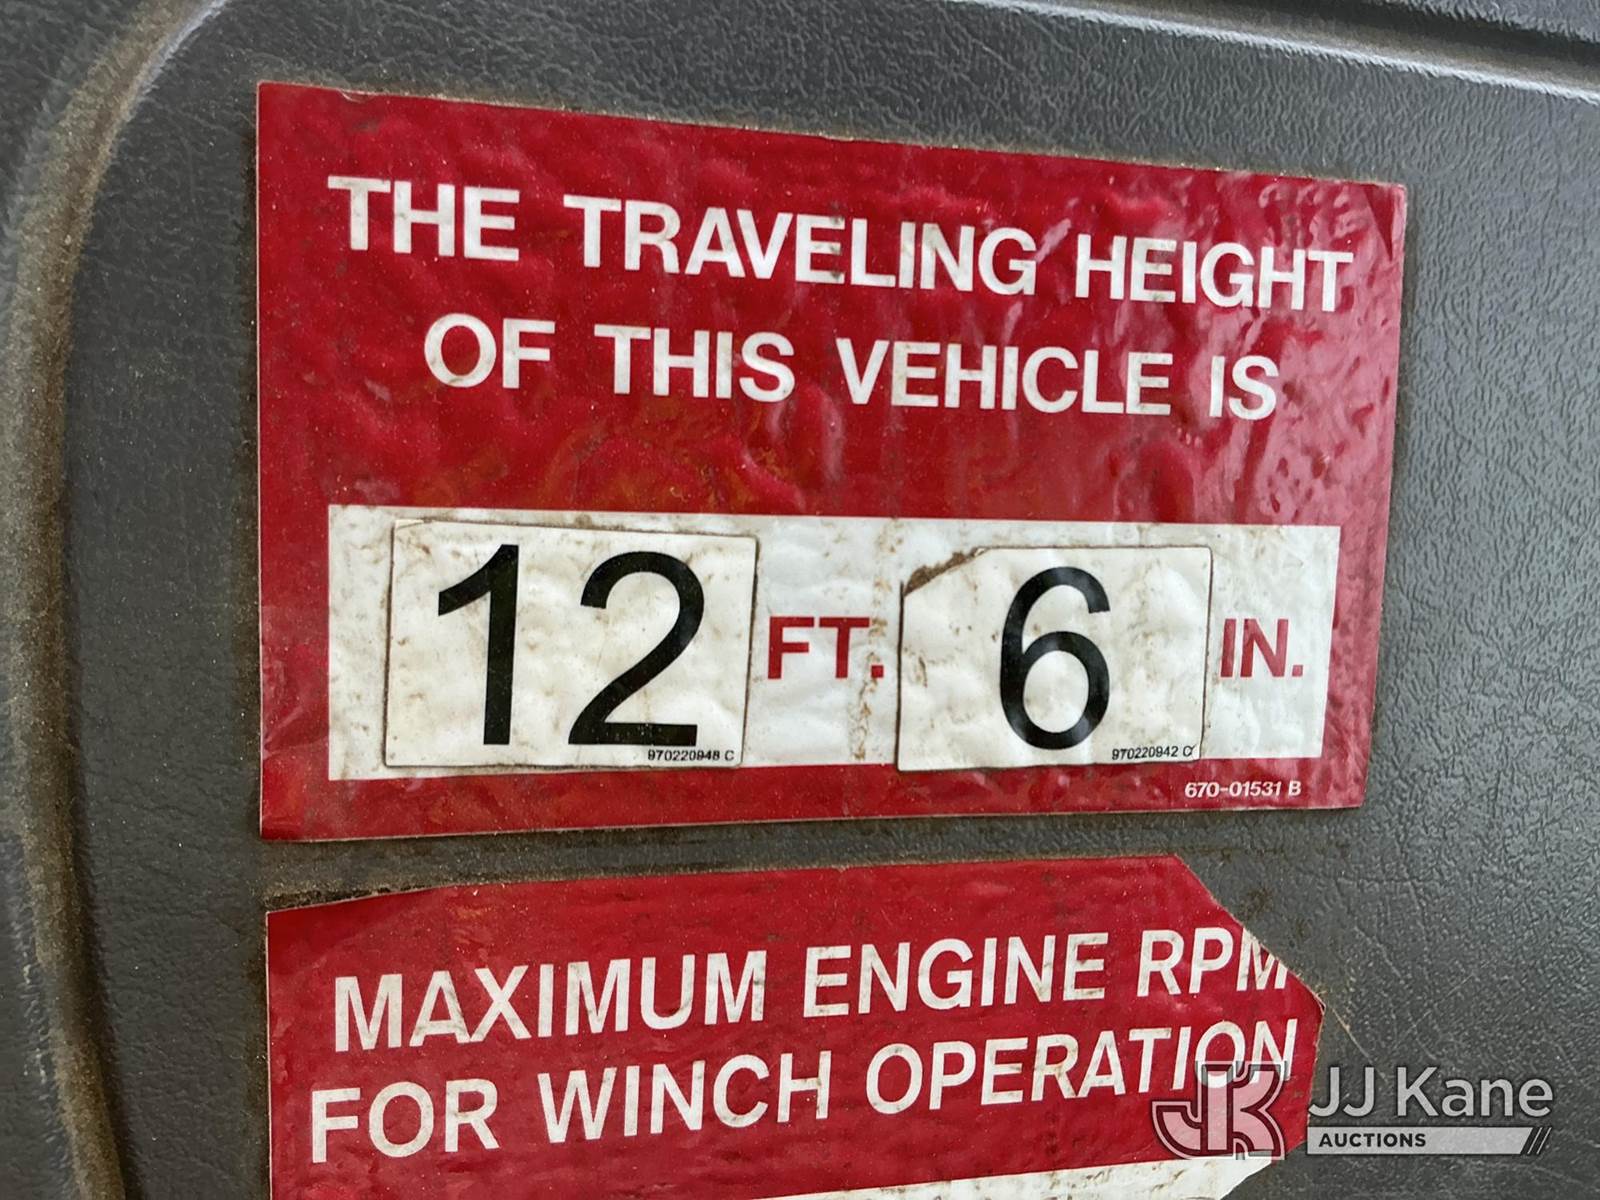 THE TRAVELING HEIGHT
OF THIS VEHICLE IS
12 FT. 6 IN.
970220948 C
970220942 C
670-01531 B
MAXIMUM ENGINE RPM
FOR WINCH OPERATION
JK JJ Kane
AUCTIONS